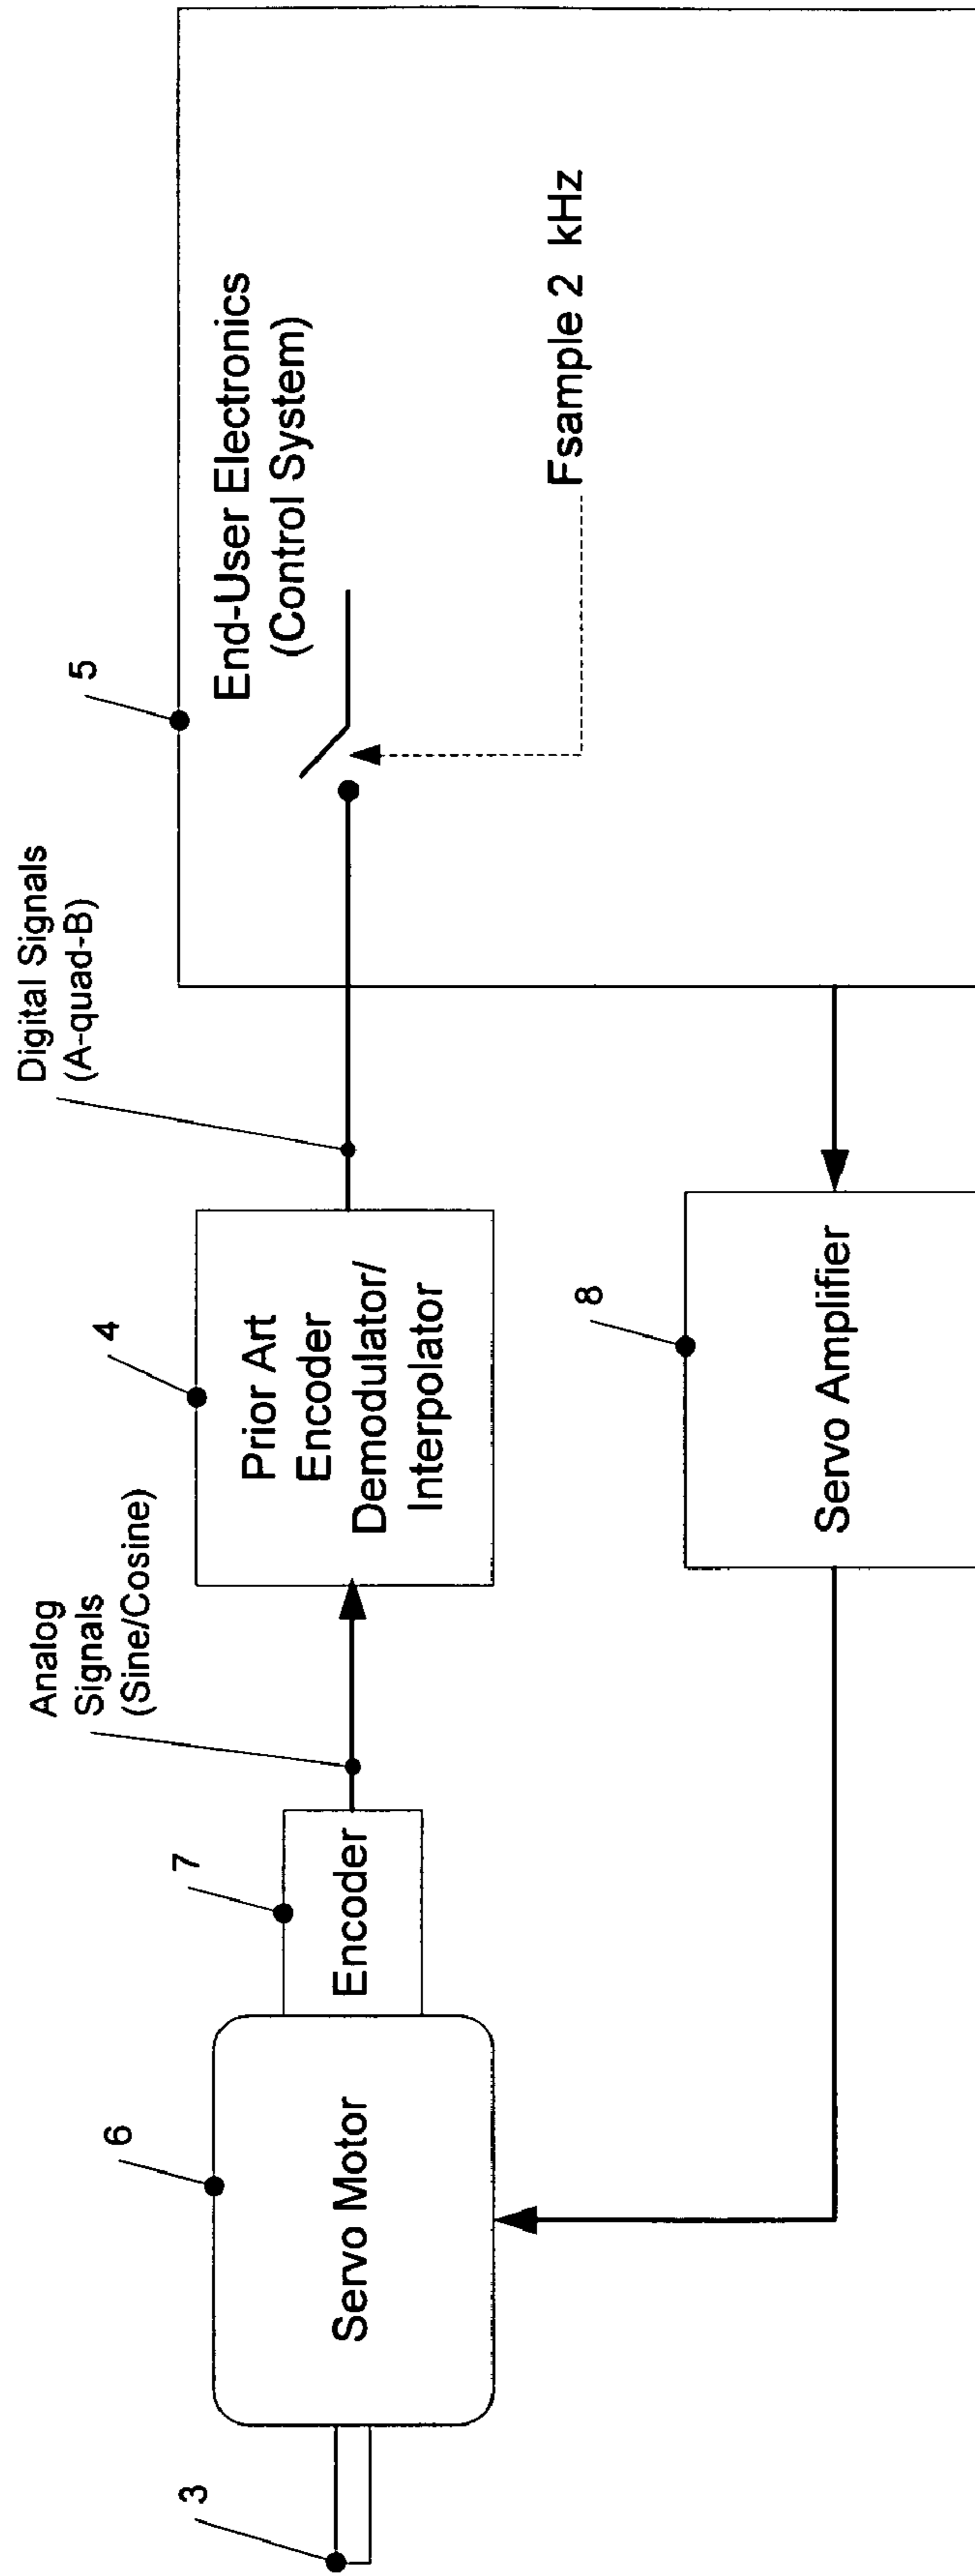 3
6
Servo Motor
7
Encoder
Analog
Signals
(Sine/Cosine)
4
Prior Art
Encoder
Demodulator/
Interpolator
Digital Signals
(A-quad-B)
5
End-User Electronics
(Control System)
Fsample 2 kHz
8
Servo Amplifier